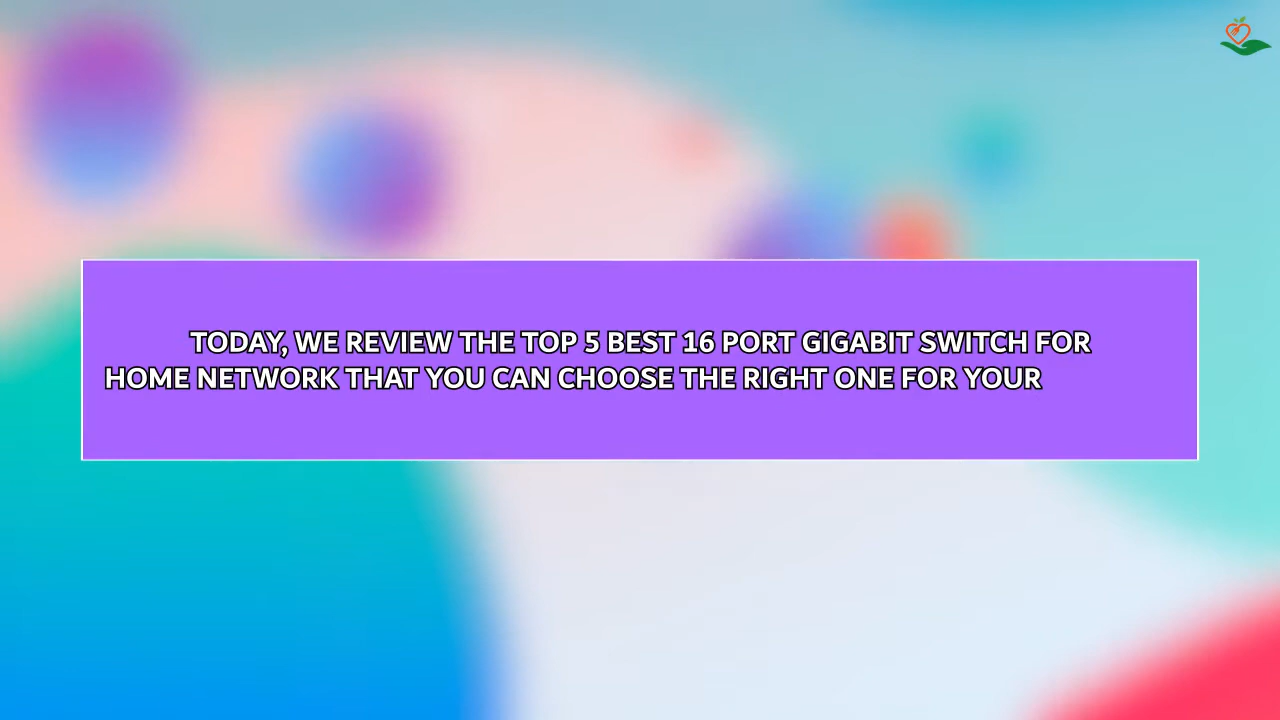 TODAY, WE REVIEW THE TOP 5 BEST 16 PORT GIGABIT SWITCH FOR
HOME NETWORK THAT YOU CAN CHOOSE THE RIGHT ONE FOR YOUR